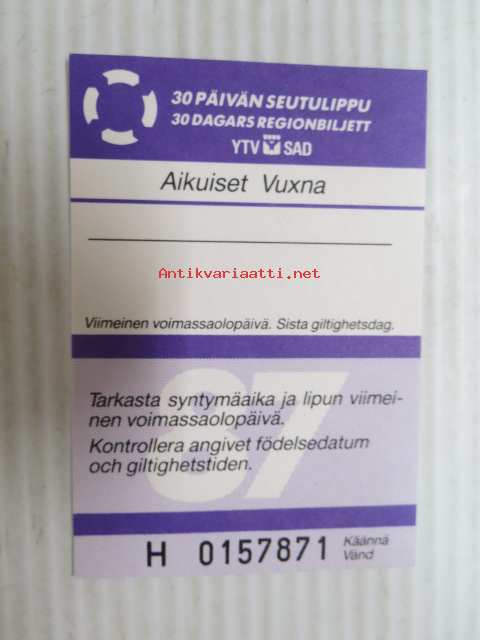 30 PÄIVÄN SEUTULIPPU
30 DAGARS REGIONBILJETT
YTV SAD
Aikuiset Vuxna
Antikvariaatti.net
Viimeinen voimassaolopäivä. Sista giltighetsdag.
87
Tarkasta syntymäaika ja lipun viimei-
nen voimassaolopäivä.
Kontrollera angivet födelsedatum
och giltighetstiden.
H 0157871
Käännä
Vänd